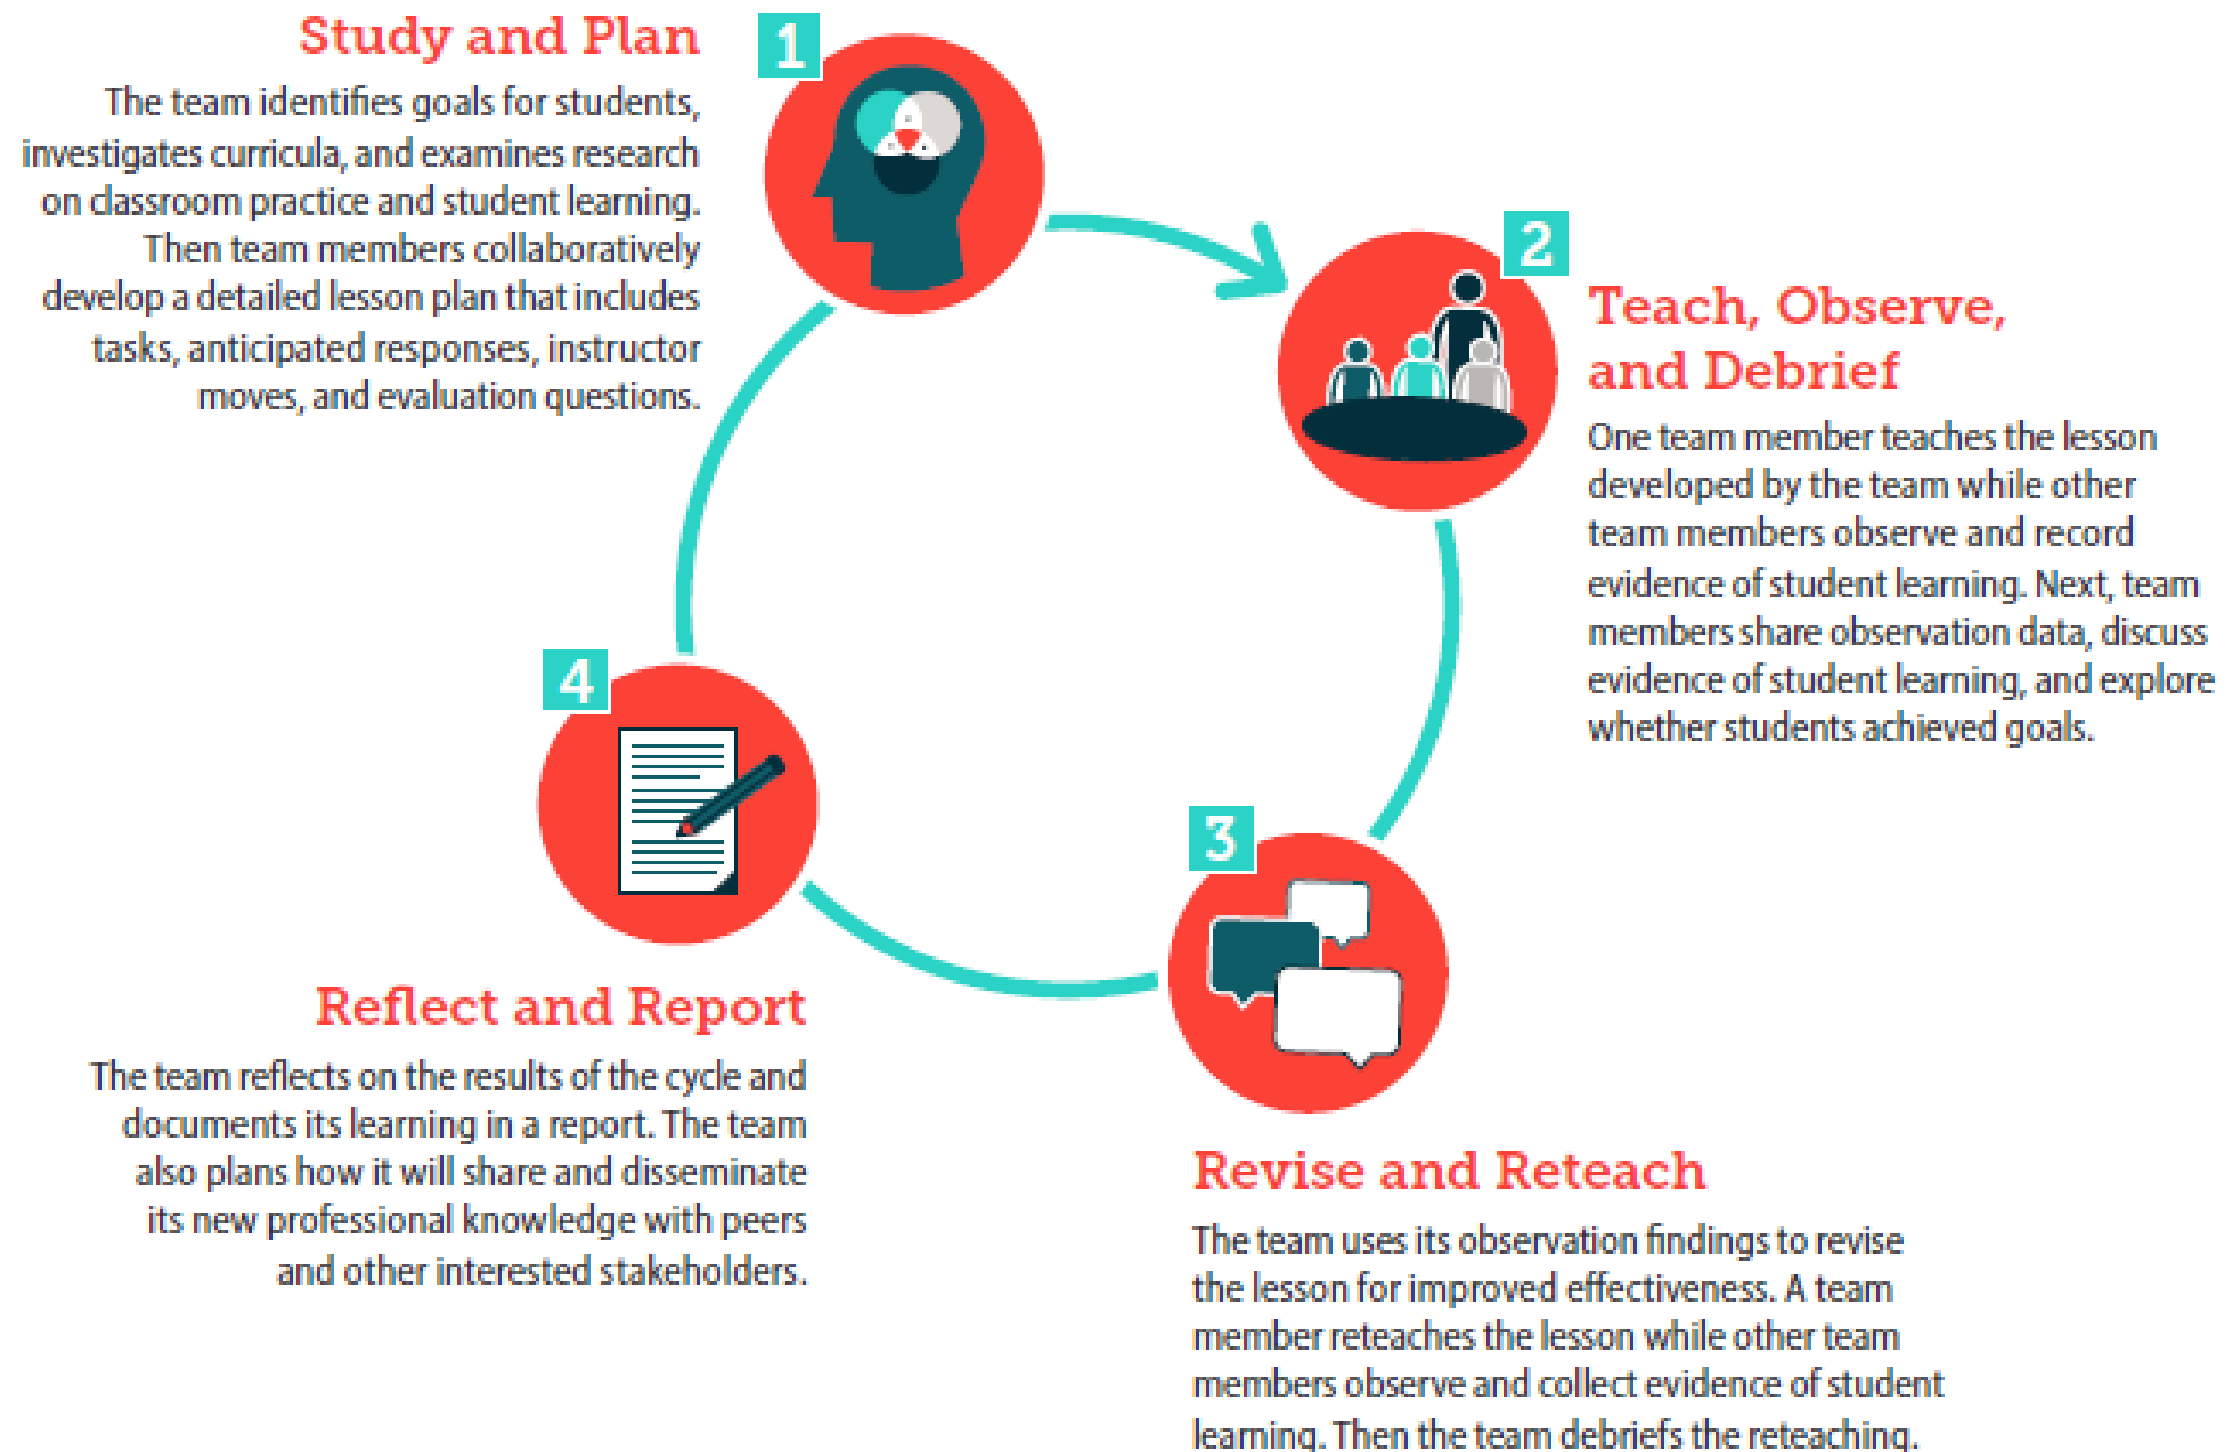 Study and Plan
1
The team identifies goals for students,
investigates curricula, and examines research
on classroom practice and student learning.
Then team members collaboratively
develop a detailed lesson plan that includes
tasks, anticipated responses, instructor
moves, and evaluation questions.
2
Teach, Observe,
and Debrief
One team member teaches the lesson
developed by the team while other
team members observe and record
evidence of student learning. Next, team
members share observation data, discuss
evidence of student learning, and explore
whether students achieved goals.
3
Revise and Reteach
The team uses its observation findings to revise
the lesson for improved effectiveness. A team
member reteaches the lesson while other team
members observe and collect evidence of student
learning. Then the team debriefs the reteaching.
4
Reflect and Report
The team reflects on the results of the cycle and
documents its learning in a report. The team
also plans how it will share and disseminate
its new professional knowledge with peers
and other interested stakeholders.